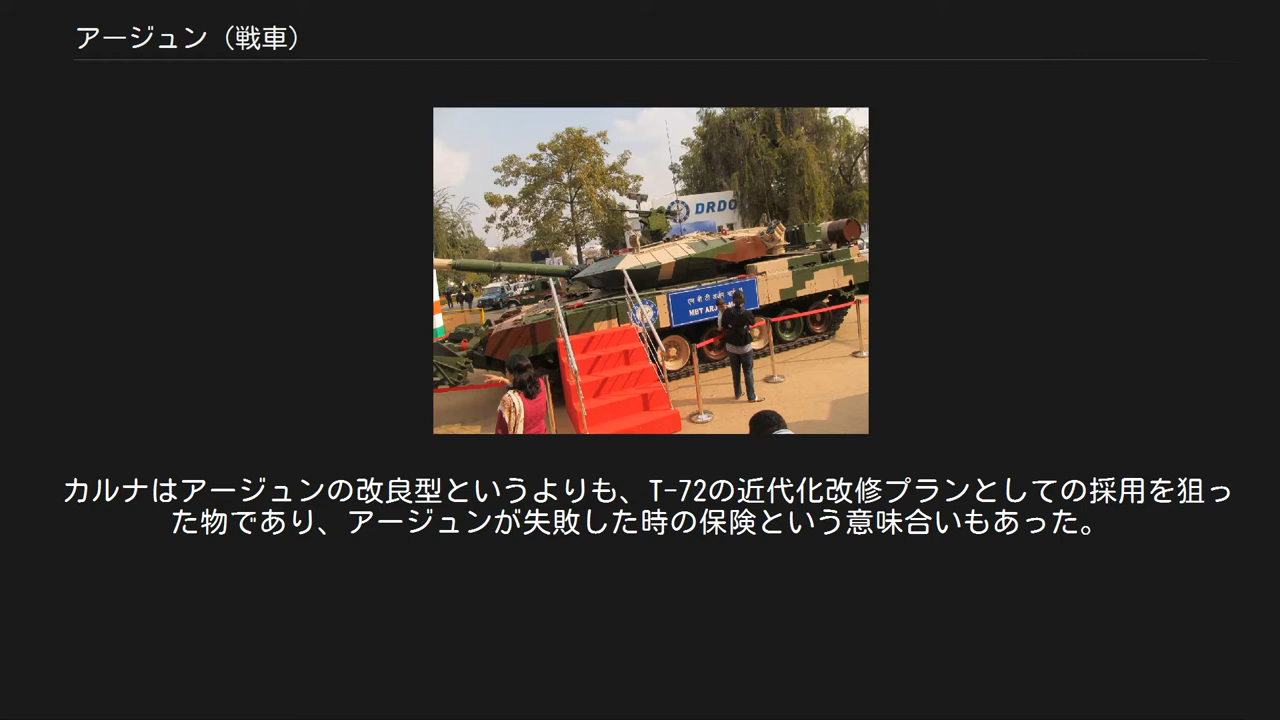 アージュン（戦車）
DRDO
カルナはアージュンの改良型というよりも、T-72の近代化改修プランとしての採用を狙っ
た物であり、アージュンが失敗した時の保険という意味合いもあった。